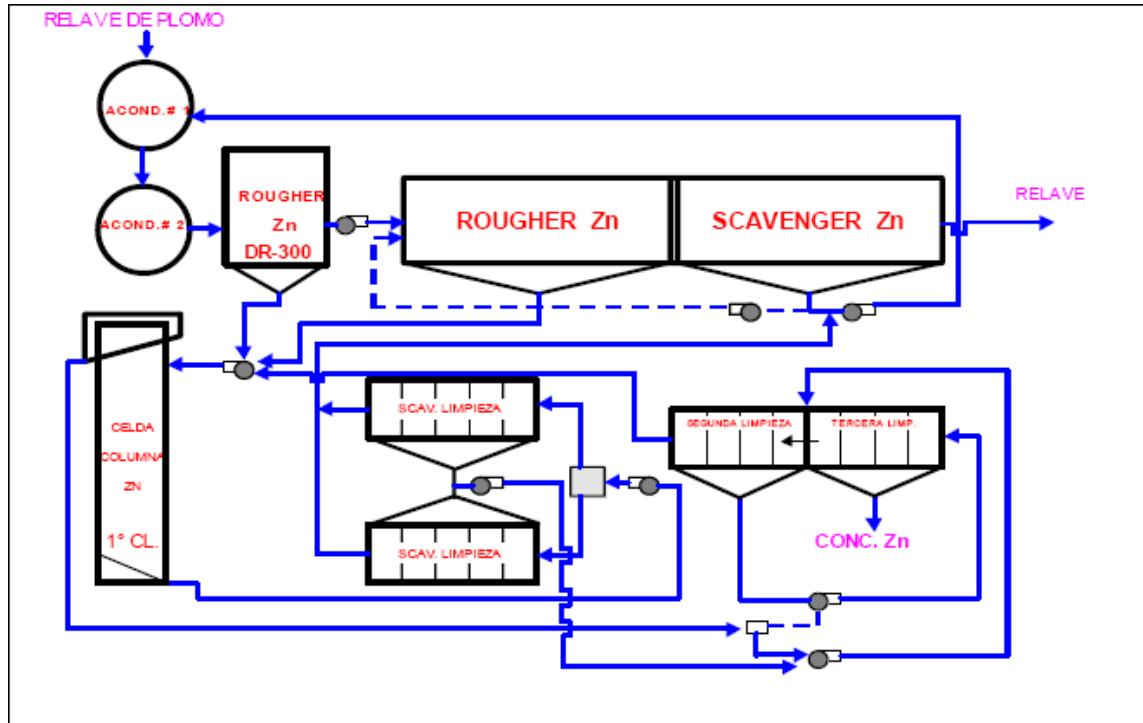 RELAVE DE PLOMO
ACOND.# 1
ACOND.# 2
ROUGHER
Zn
DR-300
ROUGHER Zn
SCAVENGER Zn
RELAVE
CELDA
COLUMNA
ZN
1° CL.
SCAV. LIMPIEZA
SCAV. LIMPIEZA
SEGUNDA LIMPIEZA
TERCERA LIMP.
CONC. Zn